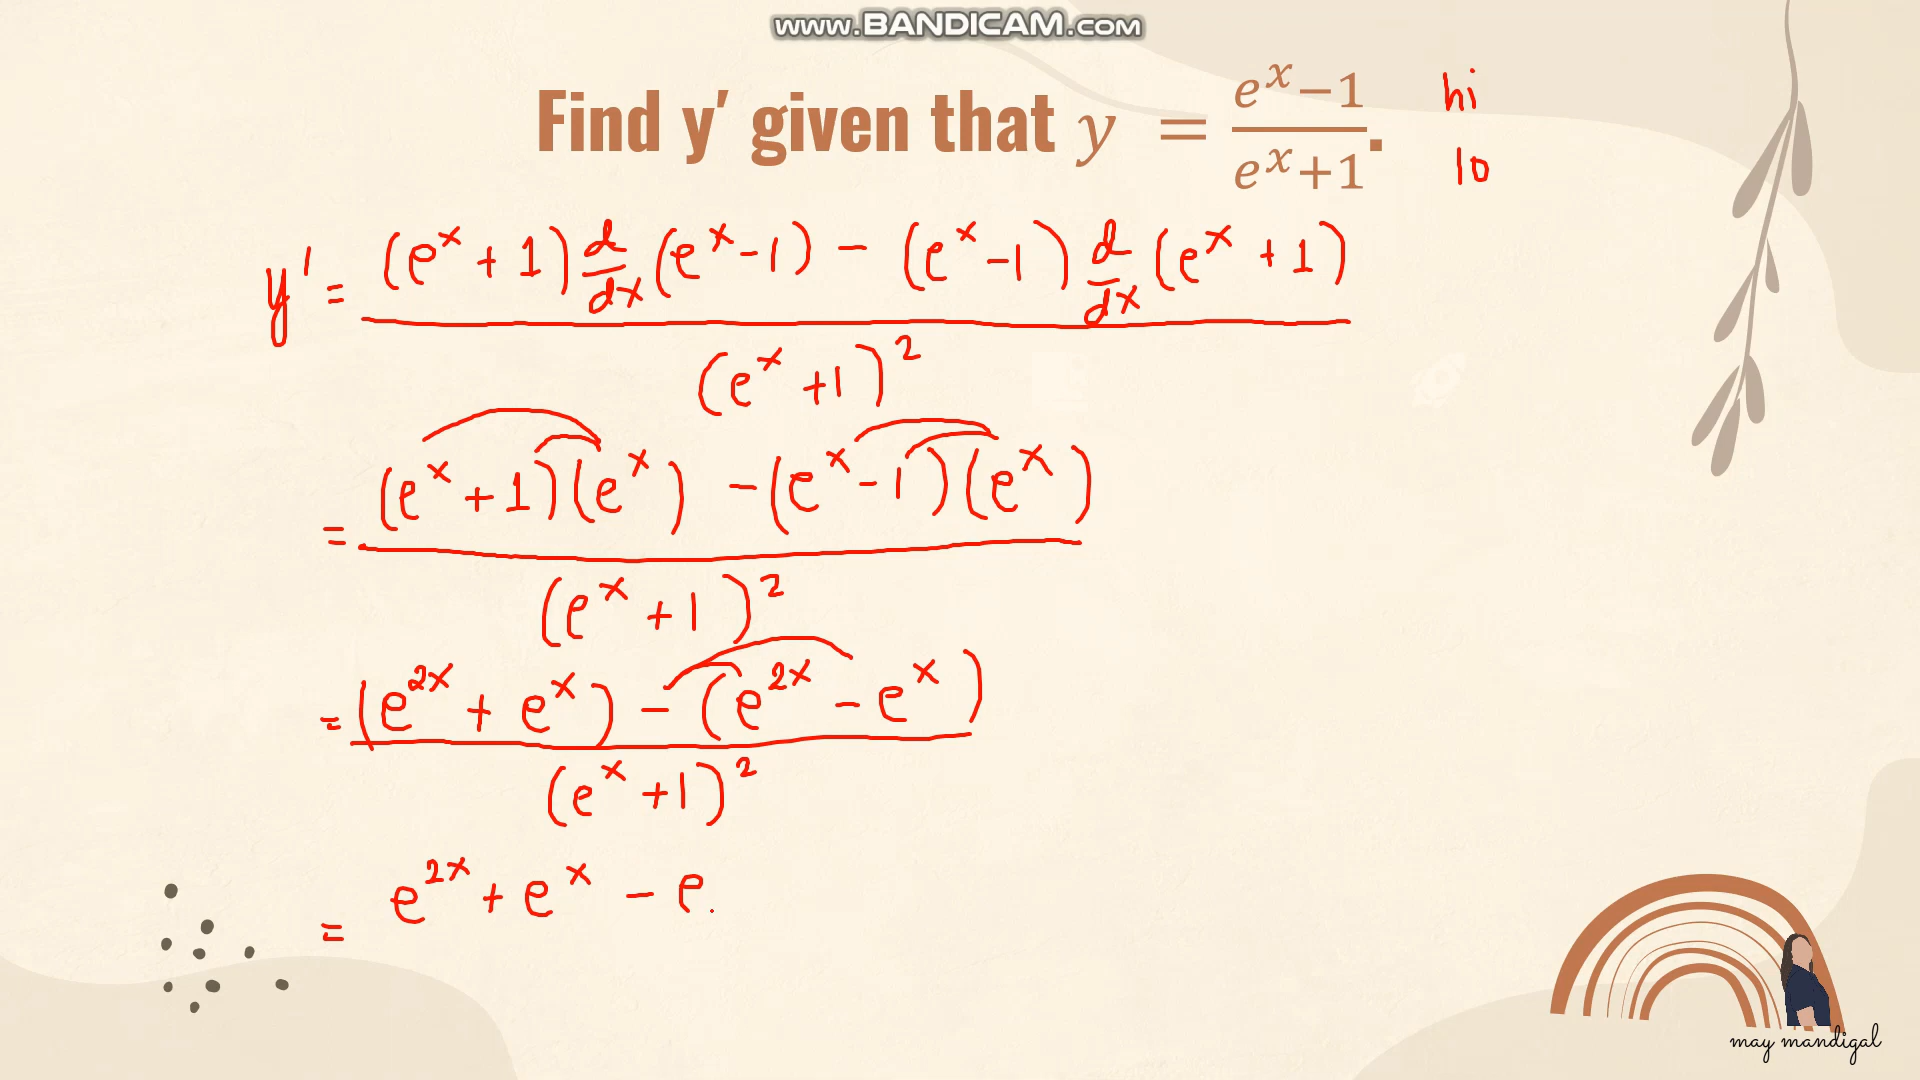 www.BANDICAM.com
Find y' given that y = e^x−1 / e^x+1.
hi
lo
y' = (e^x + 1) d/dx (e^x - 1) - (e^x - 1) d/dx (e^x + 1)
(e^x + 1)^2
= (e^x + 1)(e^x) - (e^x - 1)(e^x)
(e^x + 1)^2
= (e^2x + e^x) - (e^2x - e^x)
(e^x + 1)^2
= e^2x + e^x - e
may mandigal